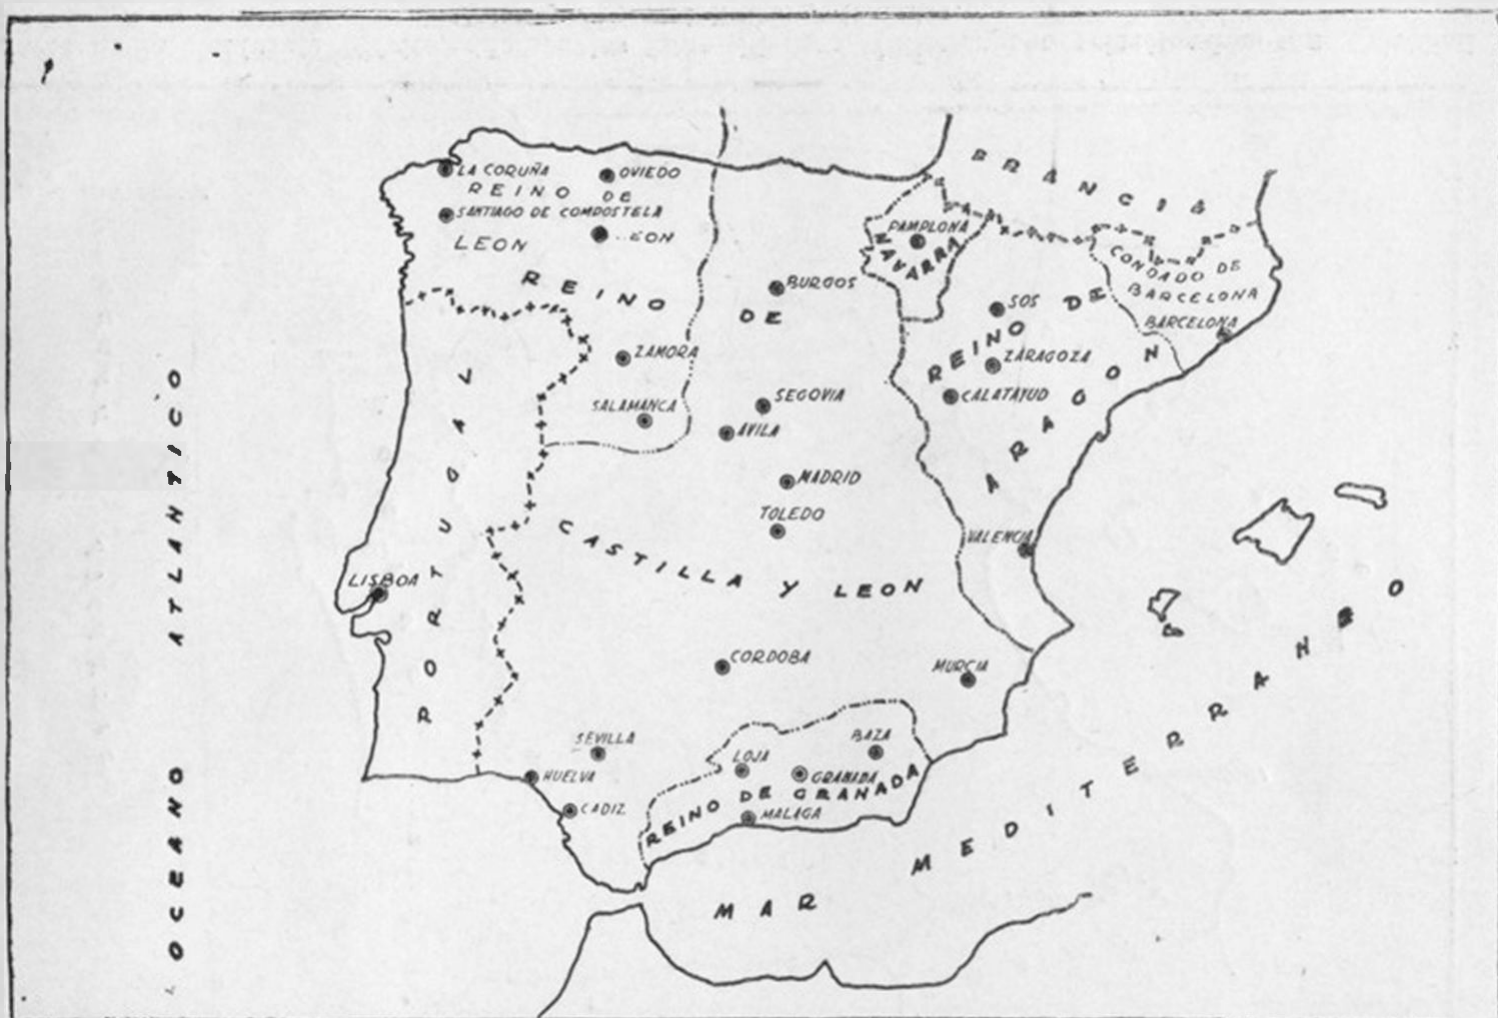 FRANCIA
LA CORUÑA
OVIEDO
REINO DE
SANTIAGO DE COMPOSTELA
LEON
PAMPLONA
NAVARRA
CONDADO DE
BARCELONA
BARCELONA
REINO DE
CASTILLA Y LEON
BURGOS
SOS
REINO DE
ARAGON
ZAMORA
ZARAGOZA
CALATAYUD
SALAMANCA
SEGOVIA
AVILA
MADRID
TOLEDO
VALENCIA
PORTUGAL
LISBOA
OCEANO ATLANTICO
CORDOBA
MURCIA
SEVILLA
HUELVA
CADIZ
LOJA
BAZA
GRANADA
REINO DE GRANADA
MALAGA
MAR MEDITERRANEO